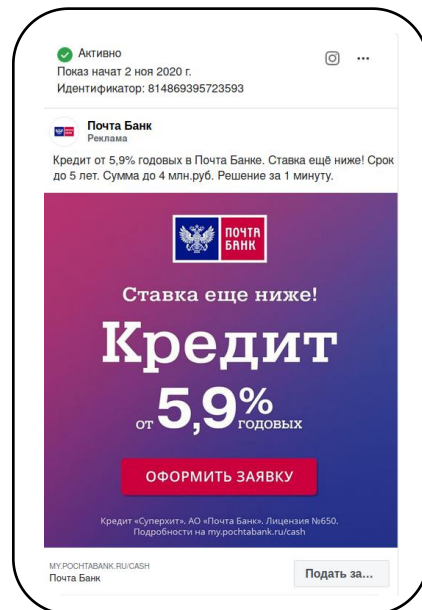 Активно
Показ начат 2 ноя 2020 г.
Идентификатор: 814869395723593
Почта Банк
Реклама
Кредит от 5,9% годовых в Почта Банке. Ставка ещё ниже! Срок
до 5 лет. Сумма до 4 млн.руб. Решение за 1 минуту.
ПОЧТА
БАНК
Ставка еще ниже!
Кредит
от 5,9% годовых
ОФОРМИТЬ ЗАЯВКУ
Кредит «Суперхит». АО «Почта Банк». Лицензия №650.
Подробности на my.pochtabank.ru/cash
MY.POCHTABANK.RU/CASH
Почта Банк
Подать за...